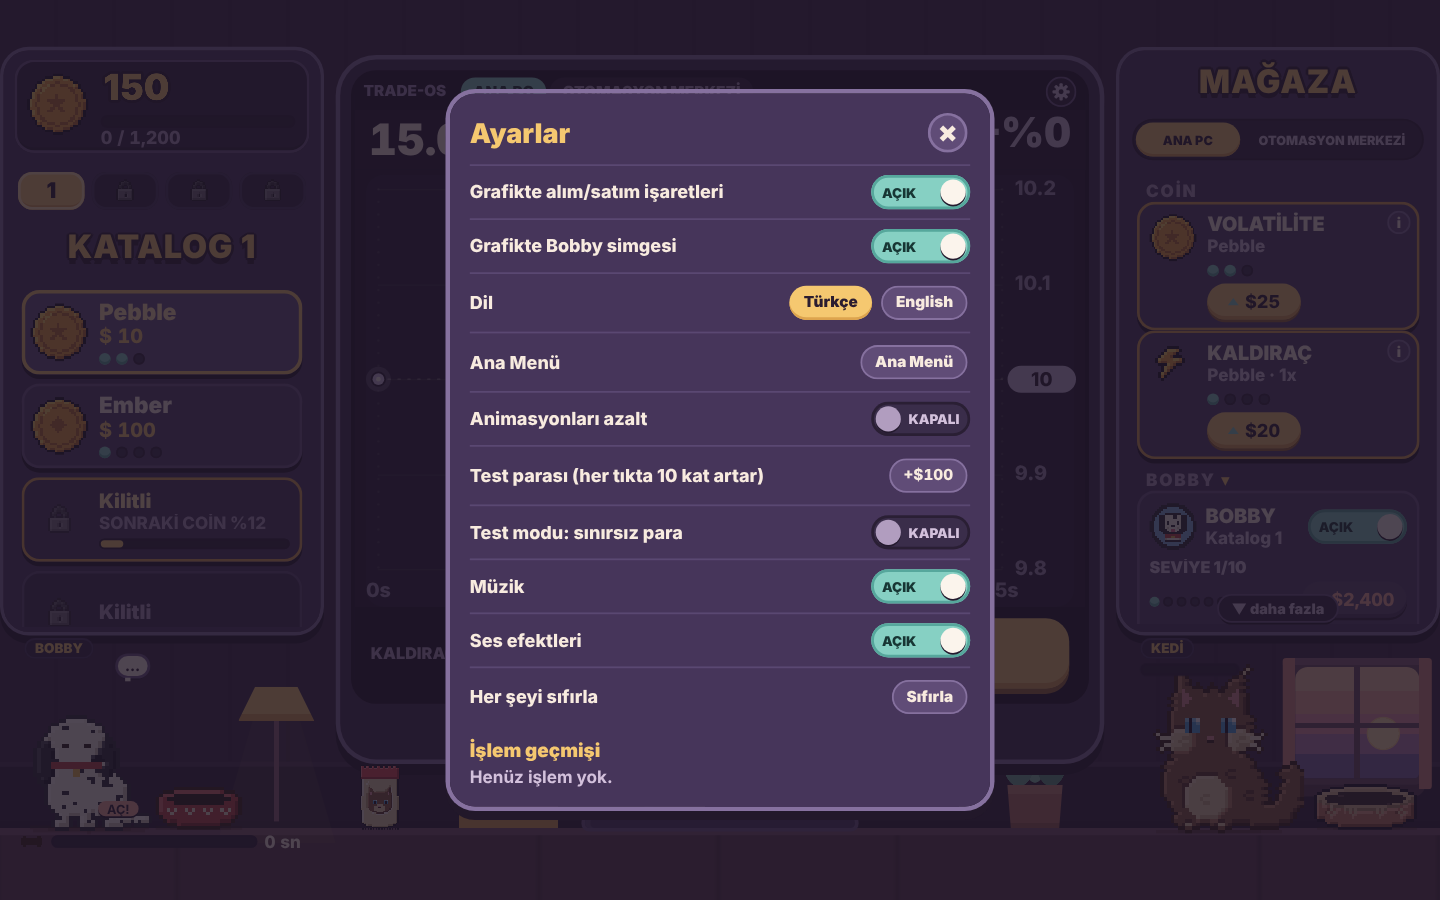 150
0 / 1,200
1
KATALOG 1
Pebble
$ 10
Ember
$ 100
Kilitli
SONRAKİ COİN %12
Kilitli
BOBBY
...
AÇ!
0 sn
TRADE-OS
ANA PC
OTOMASYON MERKEZİ
15.0
%0
10.2
10.1
10
9.9
9.8
0s
5s
KALDIRA
Ayarlar
Grafikte alım/satım işaretleri
AÇIK
Grafikte Bobby simgesi
AÇIK
Dil
Türkçe
English
Ana Menü
Ana Menü
Animasyonları azalt
KAPALI
Test parası (her tıkta 10 kat artar)
+$100
Test modu: sınırsız para
KAPALI
Müzik
AÇIK
Ses efektleri
AÇIK
Her şeyi sıfırla
Sıfırla
İşlem geçmişi
Henüz işlem yok.
MAĞAZA
ANA PC
OTOMASYON MERKEZİ
COİN
VOLATİLİTE
i
Pebble
$25
KALDIRAÇ
i
Pebble · 1x
$20
BOBBY ▼
BOBBY
Katalog 1
AÇIK
SEVİYE 1/10
$2,400
▼ daha fazla
KEDİ